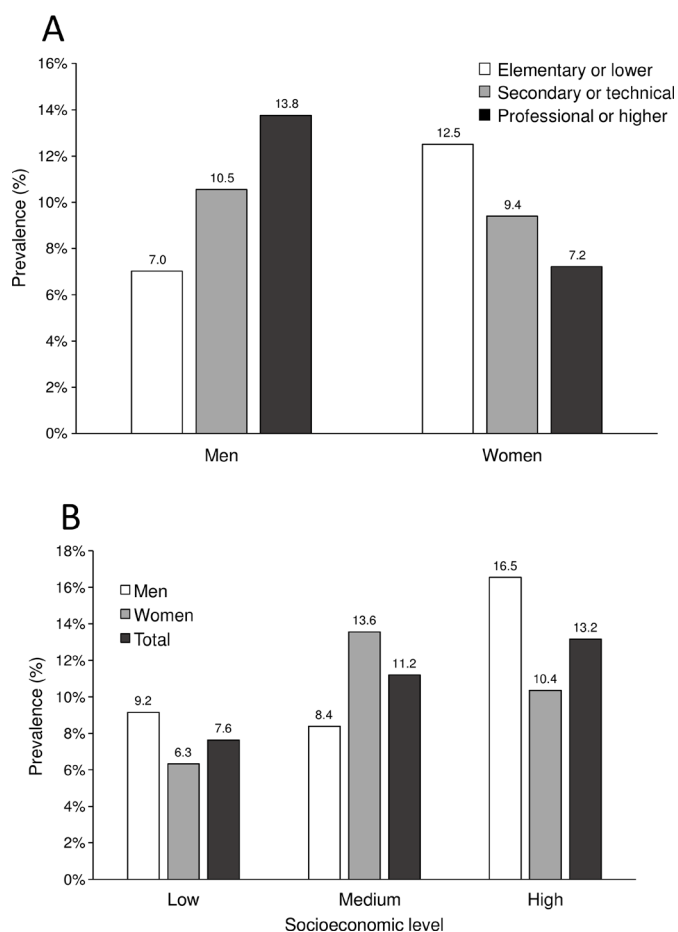 A
16%
14%
12%
10%
8%
6%
4%
2%
0%
Prevalence (%)
Elementary or lower
Secondary or technical
Professional or higher
7.0
10.5
13.8
12.5
9.4
7.2
Men
Women
B
18%
16%
14%
12%
10%
8%
6%
4%
2%
0%
Prevalence (%)
Men
Women
Total
9.2
6.3
7.6
8.4
13.6
11.2
16.5
10.4
13.2
Low
Medium
High
Socioeconomic level